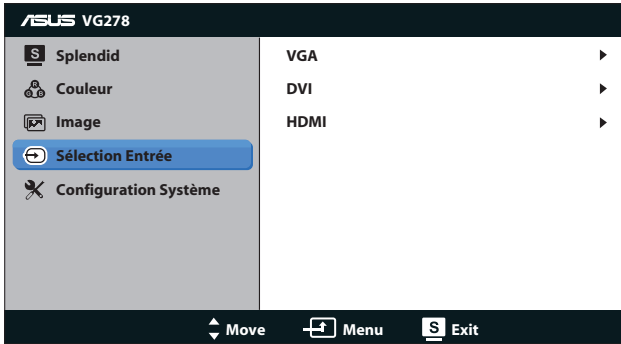 ASUS VG278
S Splendid
Couleur
Image
Sélection Entrée
Configuration Système
VGA
DVI
HDMI
Move Menu S Exit